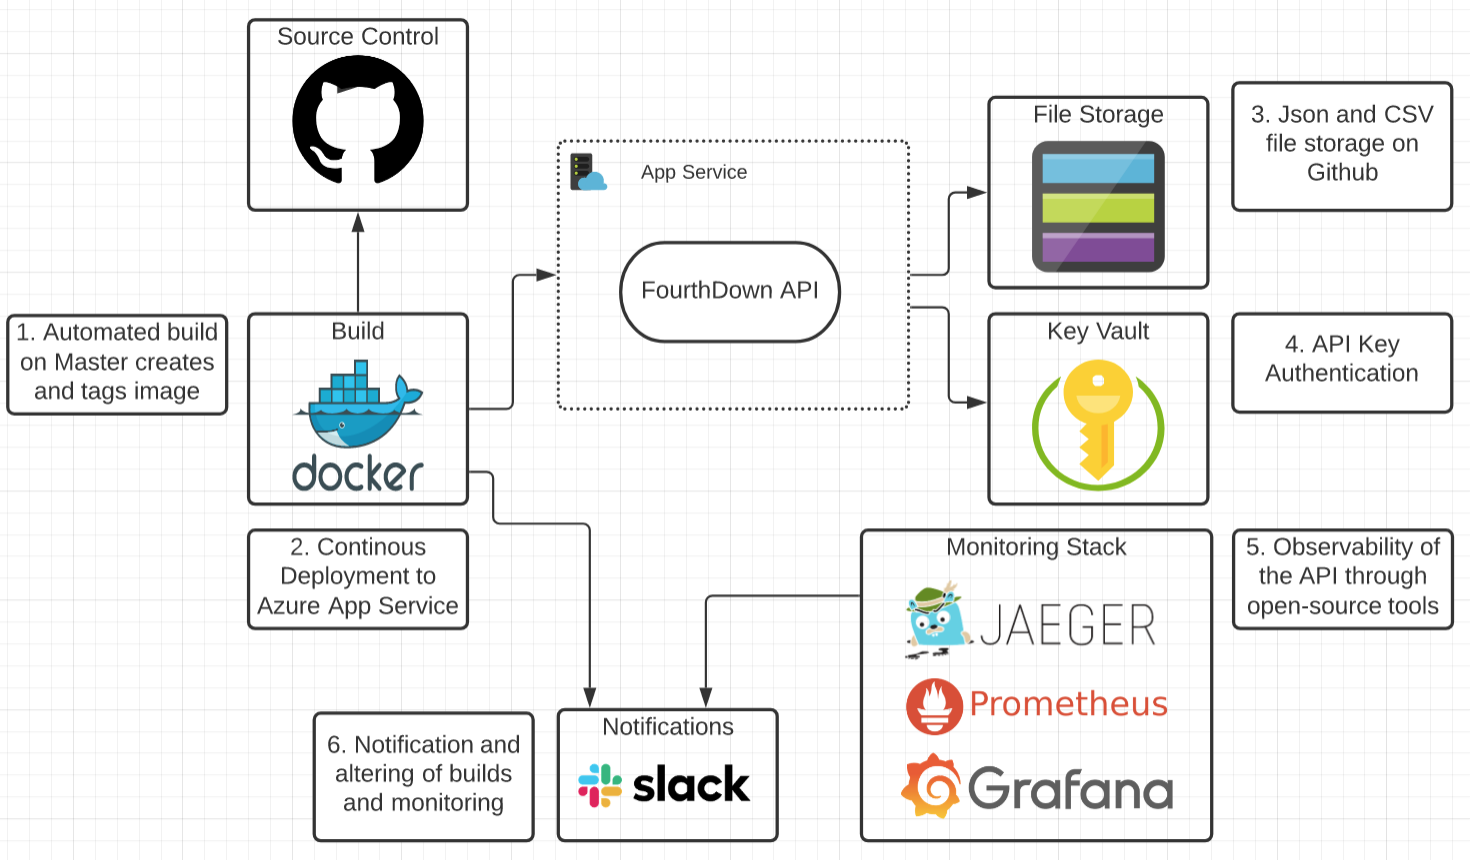 Source Control
File Storage
3. Json and CSV
file storage on
Github
App Service
FourthDown API
1. Automated build
on Master creates
and tags image
Build
docker
Key Vault
4. API Key
Authentication
2. Continous
Deployment to
Azure App Service
Monitoring Stack
JAEGER
Prometheus
Grafana
5. Observability of
the API through
open-source tools
6. Notification and
altering of builds
and monitoring
Notifications
slack